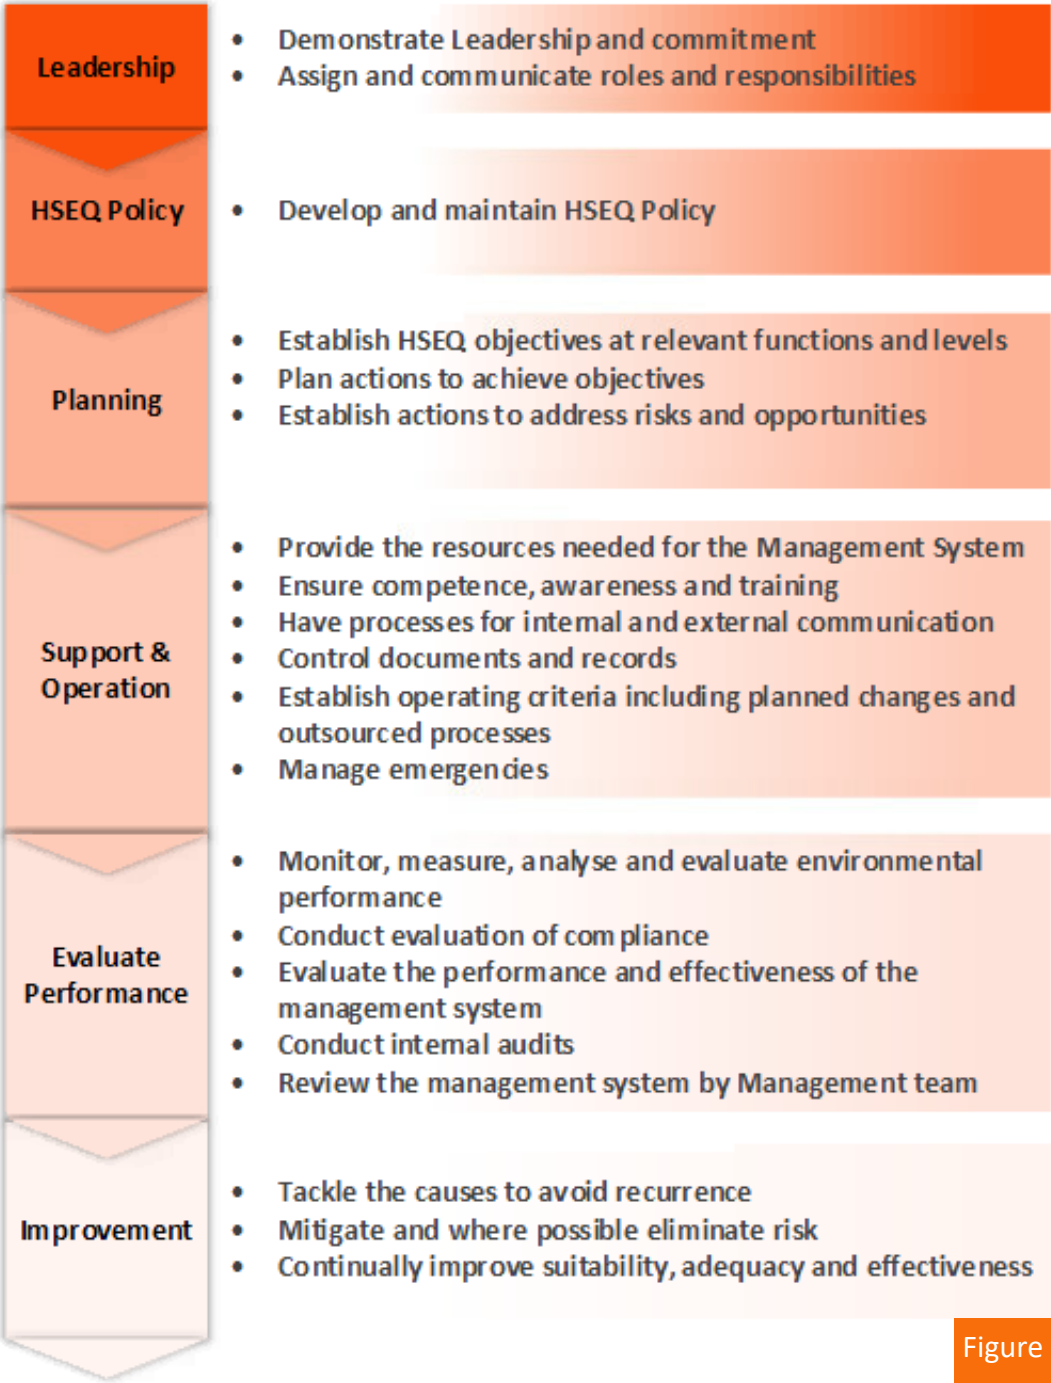 Leadership
• Demonstrate Leadership and commitment
• Assign and communicate roles and responsibilities
HSEQ Policy
• Develop and maintain HSEQ Policy
Planning
• Establish HSEQ objectives at relevant functions and levels
• Plan actions to achieve objectives
• Establish actions to address risks and opportunities
Support &
Operation
• Provide the resources needed for the Management System
• Ensure competence, awareness and training
• Have processes for internal and external communication
• Control documents and records
• Establish operating criteria including planned changes and
outsourced processes
• Manage emergencies
Evaluate
Performance
• Monitor, measure, analyse and evaluate environmental
performance
• Conduct evaluation of compliance
• Evaluate the performance and effectiveness of the
management system
• Conduct internal audits
• Review the management system by Management team
Improvement
• Tackle the causes to avoid recurrence
• Mitigate and where possible eliminate risk
• Continually improve suitability, adequacy and effectiveness
Figure